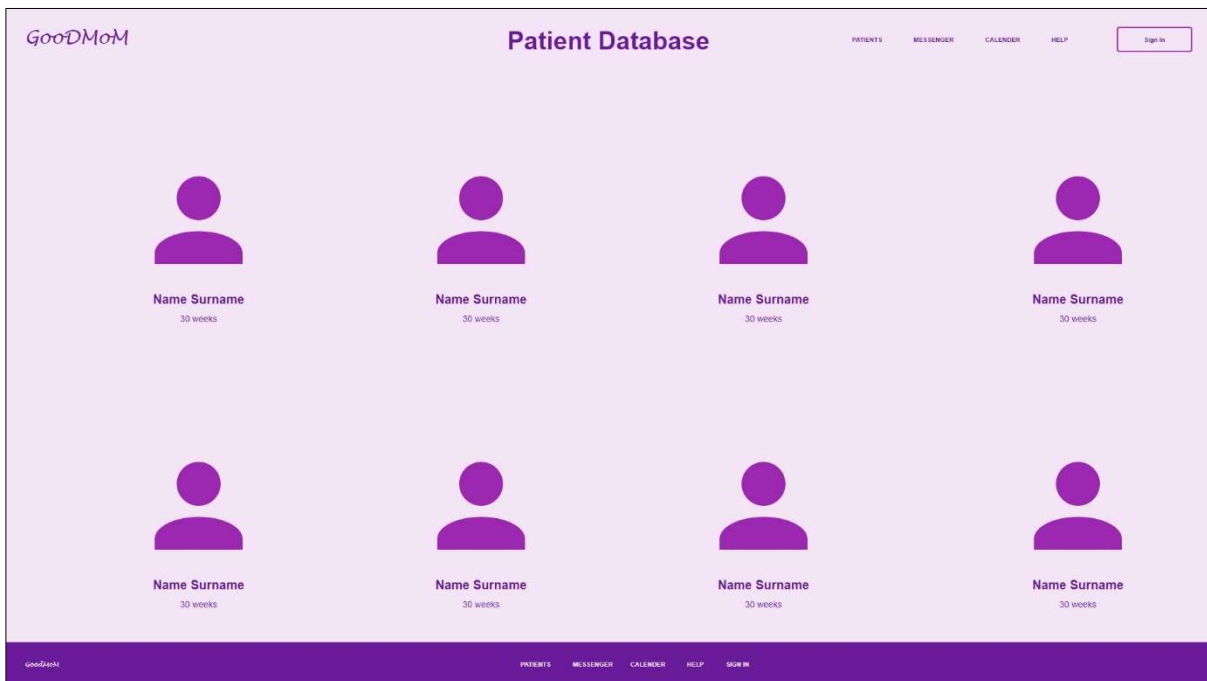 GooDMoM
Patient Database
PATIENTS MESSENGER CALENDER HELP Sign In
Name Surname Name Surname Name Surname Name Surname
30 weeks 30 weeks 30 weeks 30 weeks
Name Surname Name Surname Name Surname Name Surname
30 weeks 30 weeks 30 weeks 30 weeks
GooDMoM PATIENTS MESSENGER CALENDER HELP SIGN IN